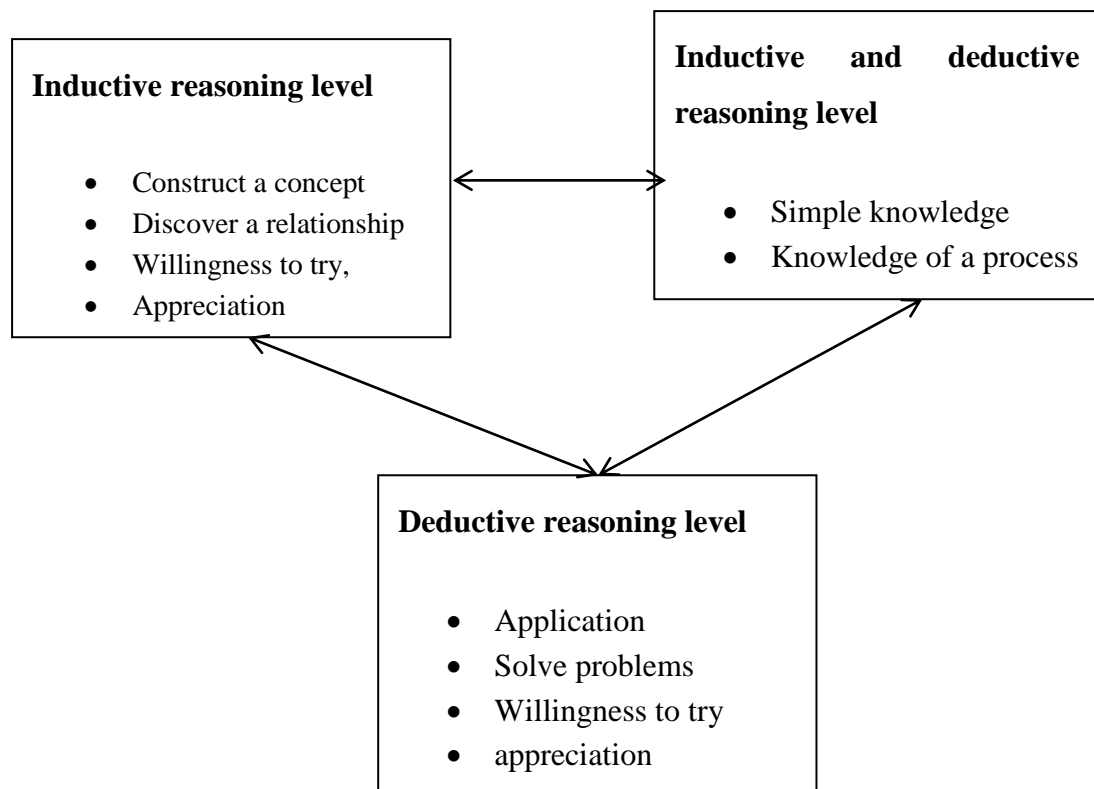 Inductive reasoning level
• Construct a concept
• Discover a relationship
• Willingness to try,
• Appreciation
Inductive and deductive
reasoning level
• Simple knowledge
• Knowledge of a process
Deductive reasoning level
• Application
• Solve problems
• Willingness to try
• appreciation